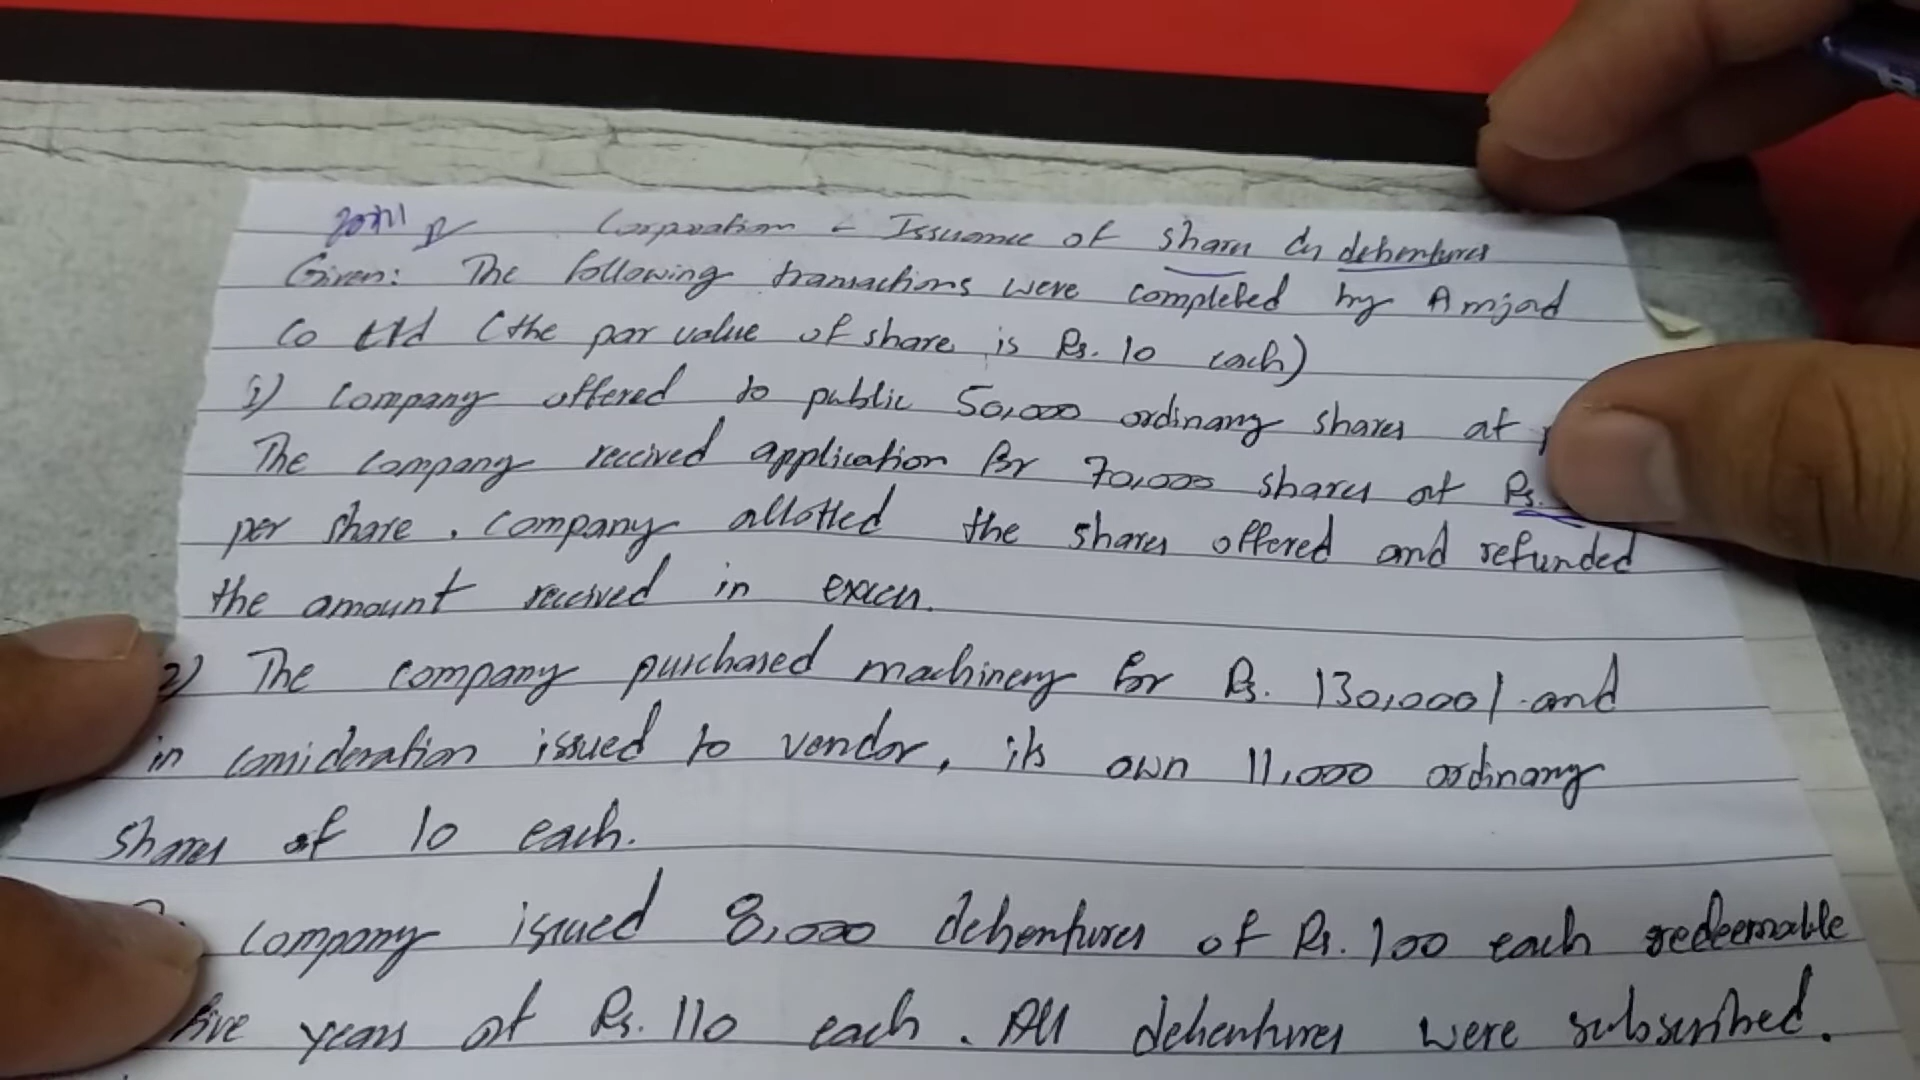 Corporation - Issuance of share & debentures
Given: The following transactions were completed by Amjad
Co Ltd (the par value of share is Rs. 10 each)
1) Company offered to public 50,000 ordinary shares at
The company received application for 70,000 shares at Rs.
per share. Company allotted the shares offered and refunded
the amount received in excess.
2) The company purchased machinery for Rs. 130,000/- and
in consideration issued to vendor, its own 11,000 ordinary
shares of 10 each.
company issued 8,000 debentures of Rs. 100 each redeemable
five years at Rs. 110 each. All debentures were subscribed.